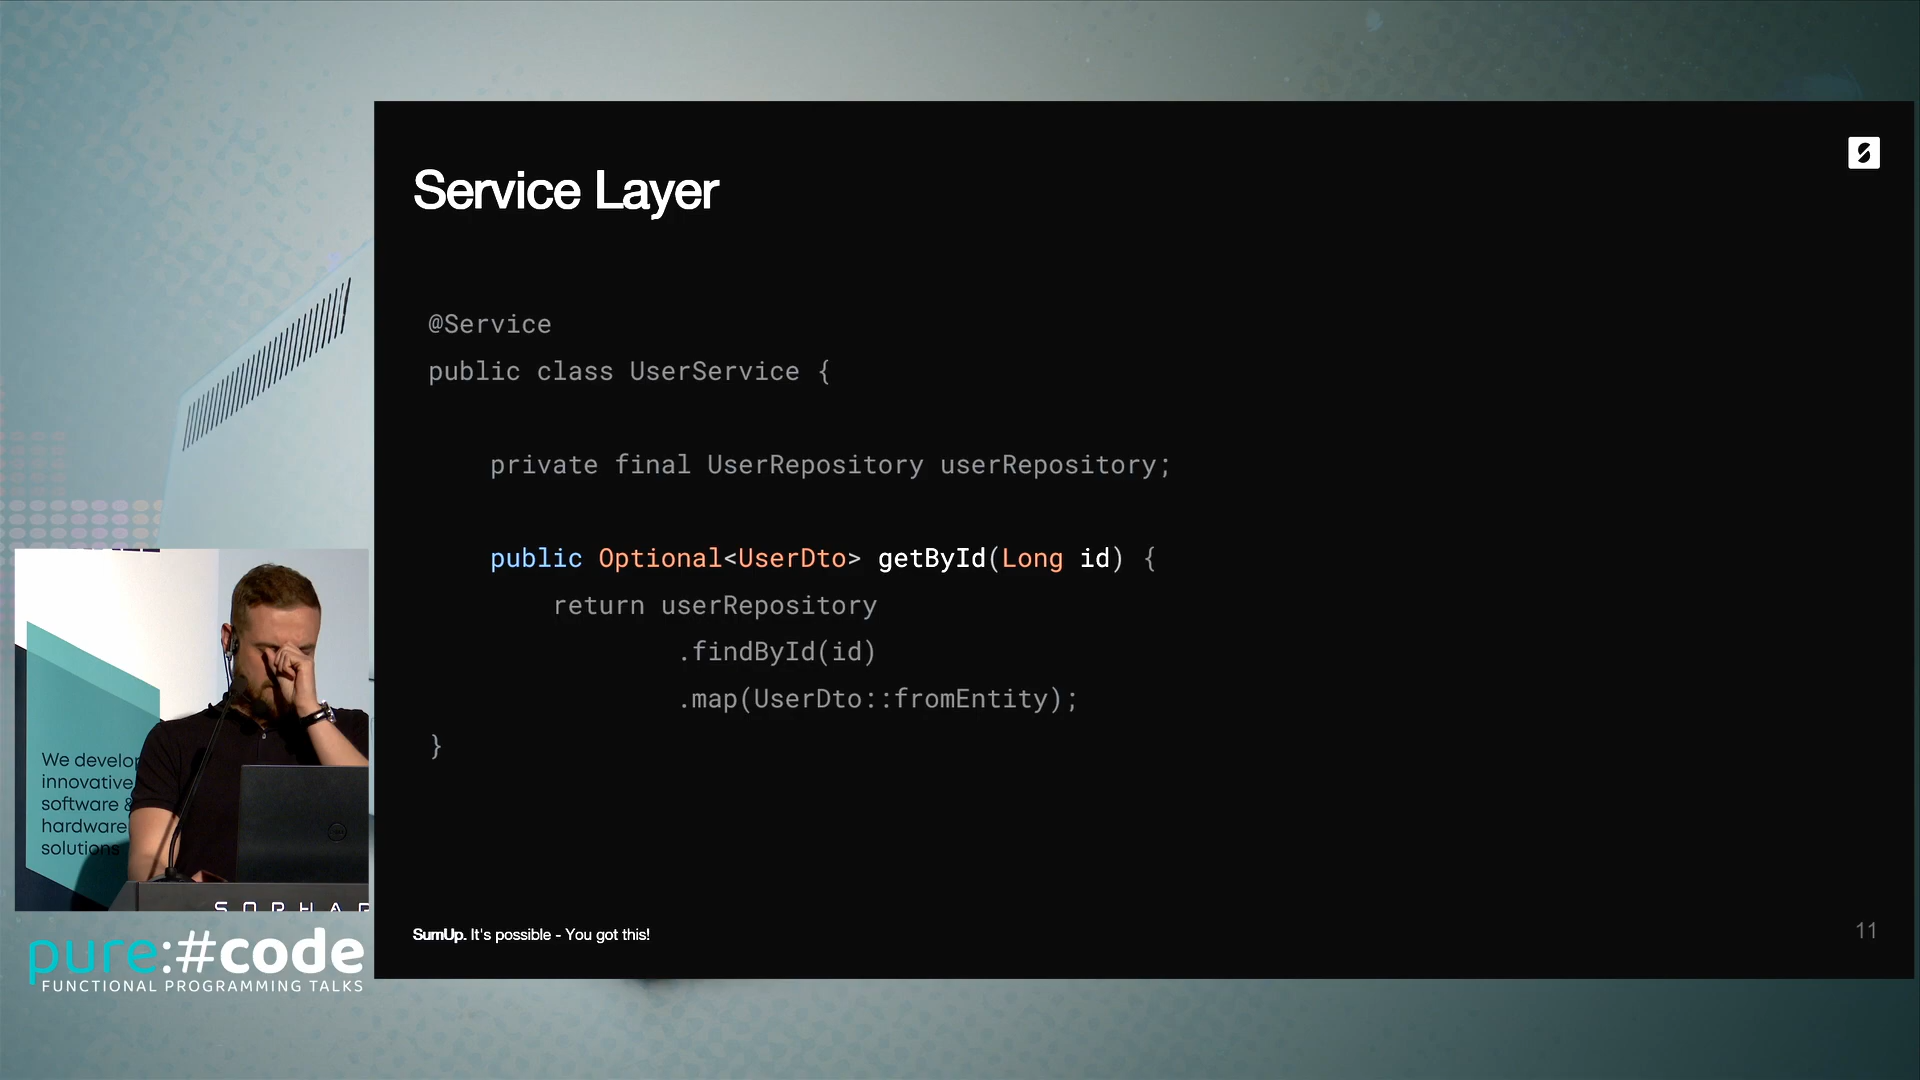 Service Layer
@Service
public class UserService {
private final UserRepository userRepository;
public Optional<UserDto> getById(Long id) {
return userRepository
.findById(id)
.map(UserDto::fromEntity);
}
SumUp. It's possible - You got this!
11
We develop
innovative
software &
hardware
solutions
pure:#code
FUNCTIONAL PROGRAMMING TALKS